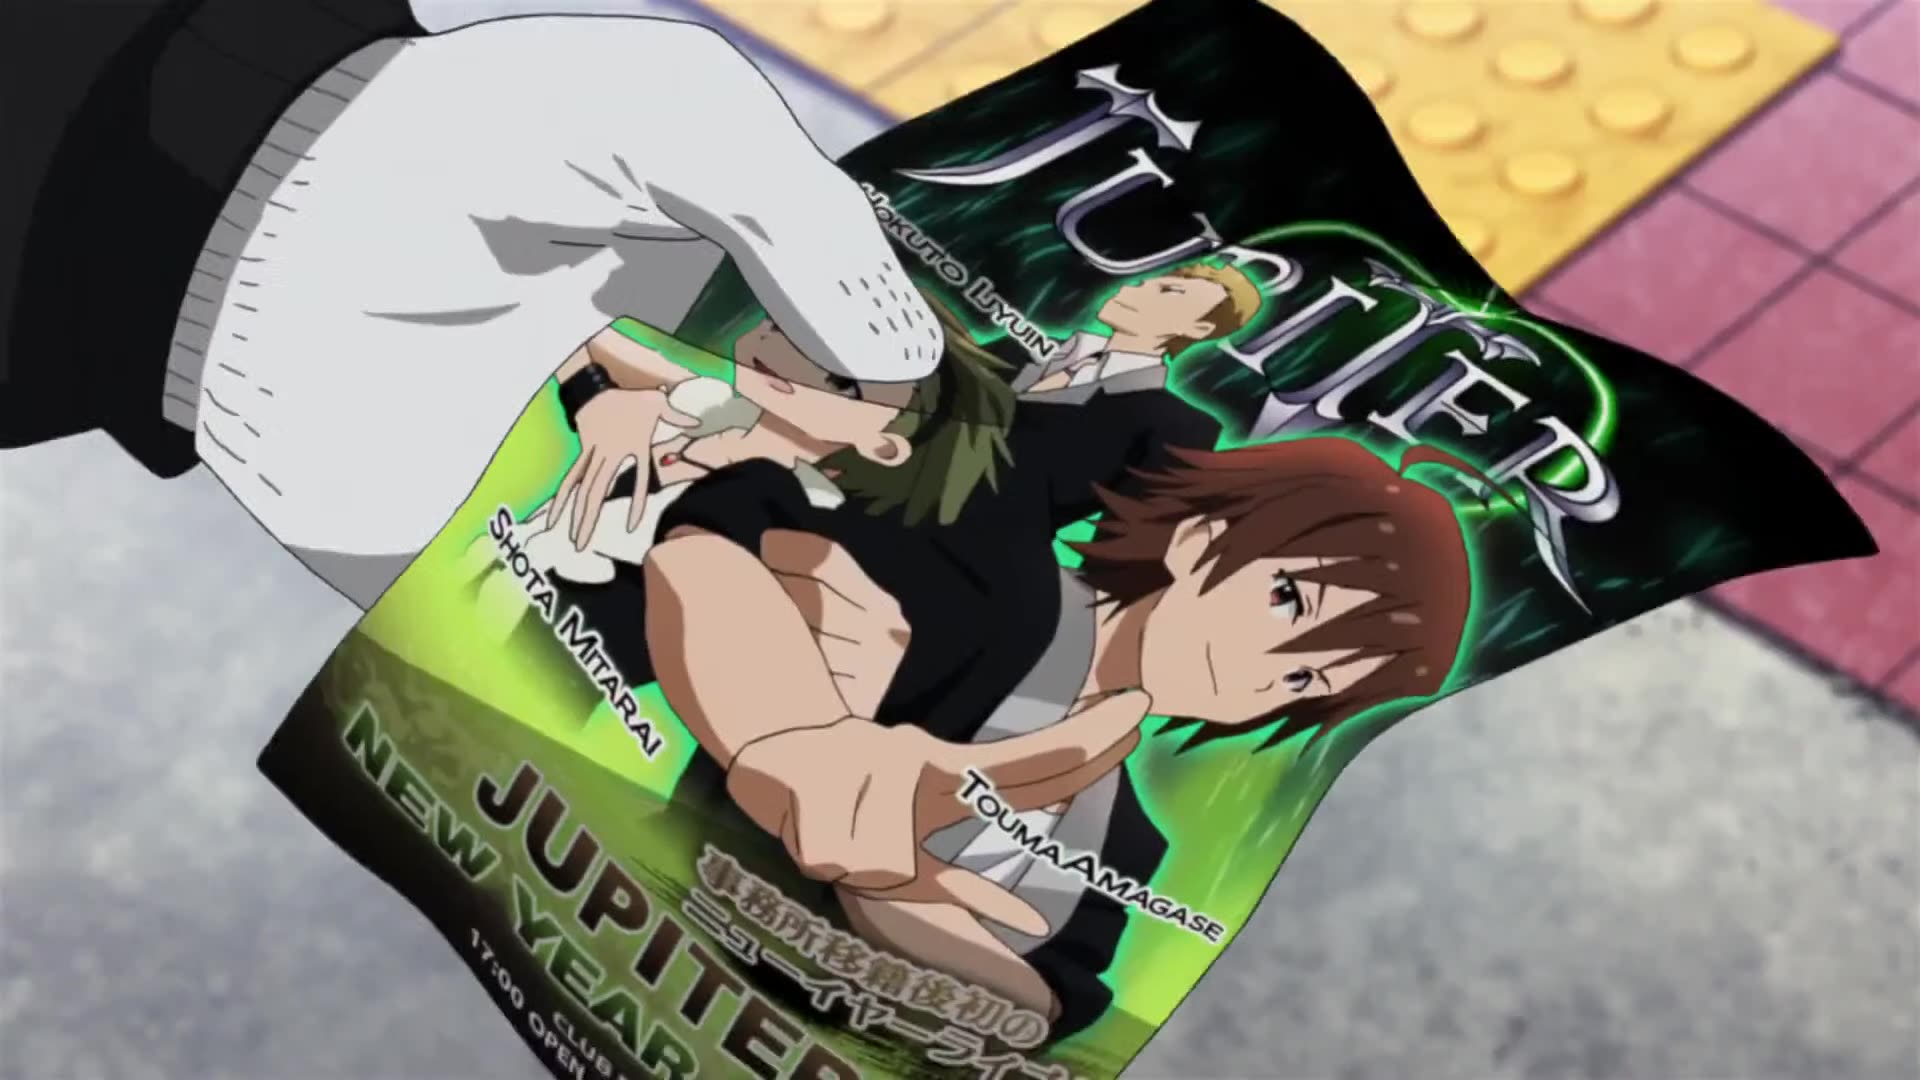 JUPITER
HOKUTO IJYUIN
SHOTA MITARAI
TOUMA AMAGASE
事務所移籍後初の
ニューイヤーライブ
JUPITER
NEW YEAR
CLUB
17:00 OPEN